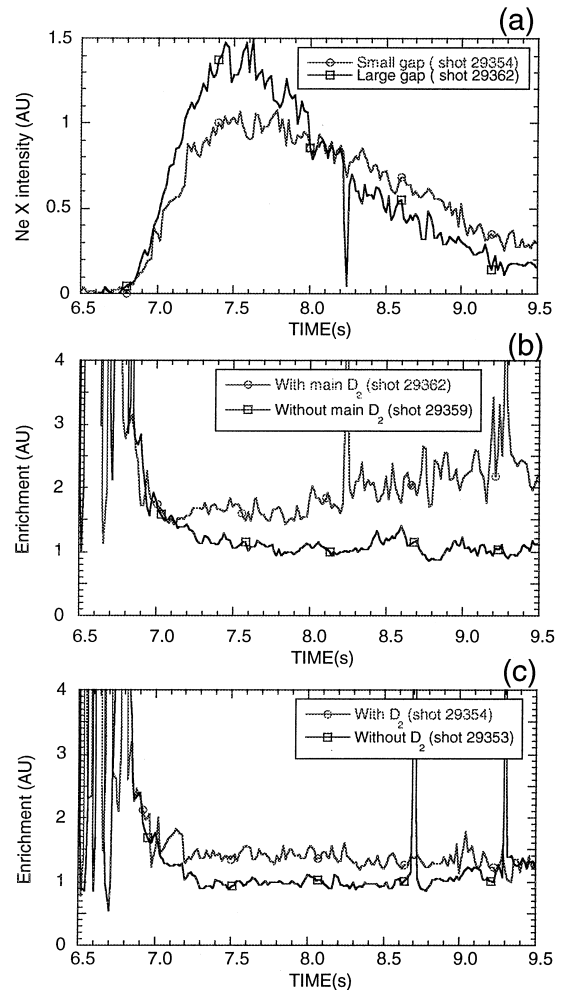 (a)
1.5
1
0.5
0
Ne X intensity (AU)
Small gap ( shot 29354)
Large gap ( shot 29362)
6.5 7.0 7.5 8.0 8.5 9.0 9.5
TIME(s)
(b)
4
3
2
1
0
Enrichment (AU)
With main D2 (shot 29362)
Without main D2 (shot 29359)
6.5 7.0 7.5 8.0 8.5 9.0 9.5
TIME(s)
(c)
4
3
2
1
0
Enrichment (AU)
With D2 (shot 29354)
Without D2 (shot 29353)
6.5 7.0 7.5 8.0 8.5 9.0 9.5
TIME(s)